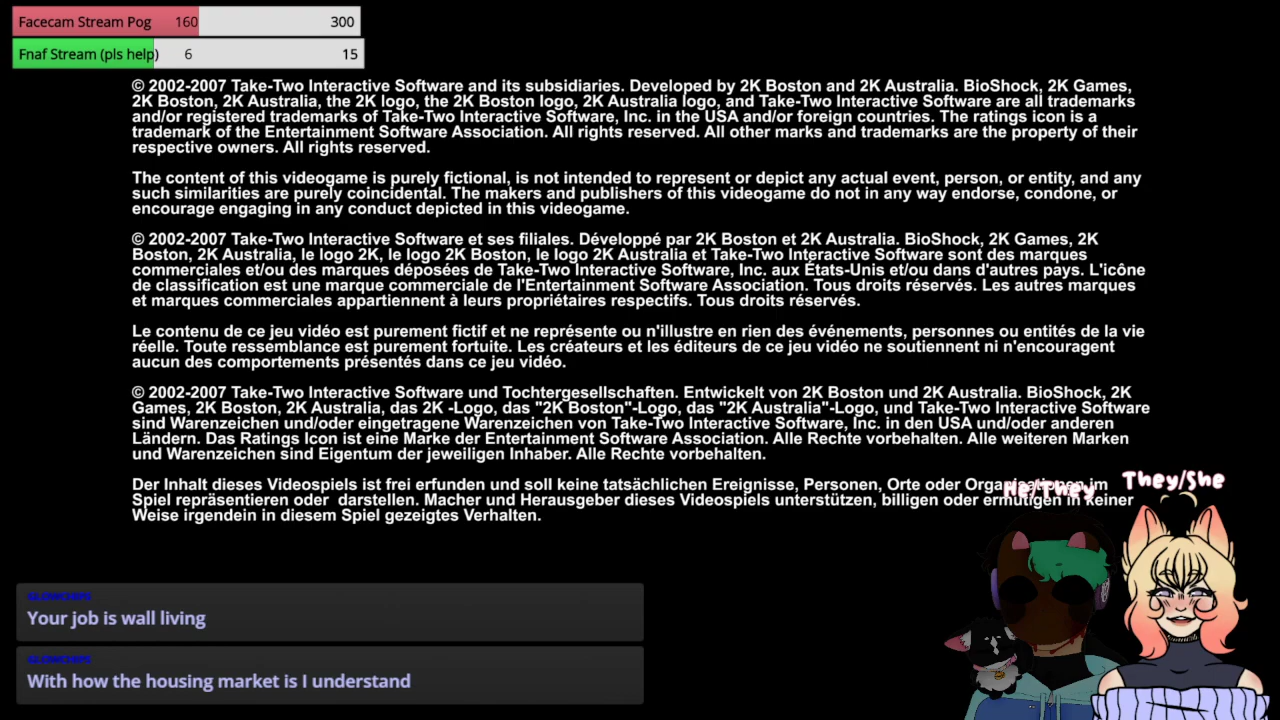 Facecam Stream Pog 160 300
Fnaf Stream (pls help) 6 15
© 2002-2007 Take-Two Interactive Software and its subsidiaries. Developed by 2K Boston and 2K Australia. BioShock, 2K Games,
2K Boston, 2K Australia, the 2K logo, the 2K Boston logo, 2K Australia logo, and Take-Two Interactive Software are all trademarks
and/or registered trademarks of Take-Two Interactive Software, Inc. in the USA and/or foreign countries. The ratings icon is a
trademark of the Entertainment Software Association. All rights reserved. All other marks and trademarks are the property of their
respective owners. All rights reserved.
The content of this videogame is purely fictional, is not intended to represent or depict any actual event, person, or entity, and any
such similarities are purely coincidental. The makers and publishers of this videogame do not in any way endorse, condone, or
encourage engaging in any conduct depicted in this videogame.
© 2002-2007 Take-Two Interactive Software et ses filiales. Développé par 2K Boston et 2K Australia. BioShock, 2K Games, 2K
Boston, 2K Australia, le logo 2K, le logo 2K Boston, le logo 2K Australia et Take-Two Interactive Software sont des marques
commerciales et/ou des marques déposées de Take-Two Interactive Software, Inc. aux États-Unis et/ou dans d'autres pays. L'icône
de classification est une marque commerciale de l'Entertainment Software Association. Tous droits réservés. Les autres marques
et marques commerciales appartiennent à leurs propriétaires respectifs. Tous droits réservés.
Le contenu de ce jeu vidéo est purement fictif et ne représente ou n'illustre en rien des événements, personnes ou entités de la vie
réelle. Toute ressemblance est purement fortuite. Les créateurs et les éditeurs de ce jeu vidéo ne soutiennent ni n'encouragent
aucun des comportements présentés dans ce jeu vidéo.
© 2002-2007 Take-Two Interactive Software und Tochtergesellschaften. Entwickelt von 2K Boston und 2K Australia. BioShock, 2K
Games, 2K Boston, 2K Australia, das 2K -Logo, das "2K Boston"-Logo, das "2K Australia"-Logo, und Take-Two Interactive Software
sind Warenzeichen und/oder eingetragene Warenzeichen von Take-Two Interactive Software, Inc. in den USA und/oder anderen
Ländern. Das Ratings Icon ist eine Marke der Entertainment Software Association. Alle Rechte vorbehalten. Alle weiteren Marken
und Warenzeichen sind Eigentum der jeweiligen Inhaber. Alle Rechte vorbehalten.
Der Inhalt dieses Videospiels ist frei erfunden und soll keine tatsächlichen Ereignisse, Personen, Orte oder Organisationen im
Spiel repräsentieren oder darstellen. Macher und Herausgeber dieses Videospiels unterstützen, billigen oder ermutigen in keiner
Weise irgendein in diesem Spiel gezeigtes Verhalten.
He/They
They/She
Your job is wall living
With how the housing market is I understand